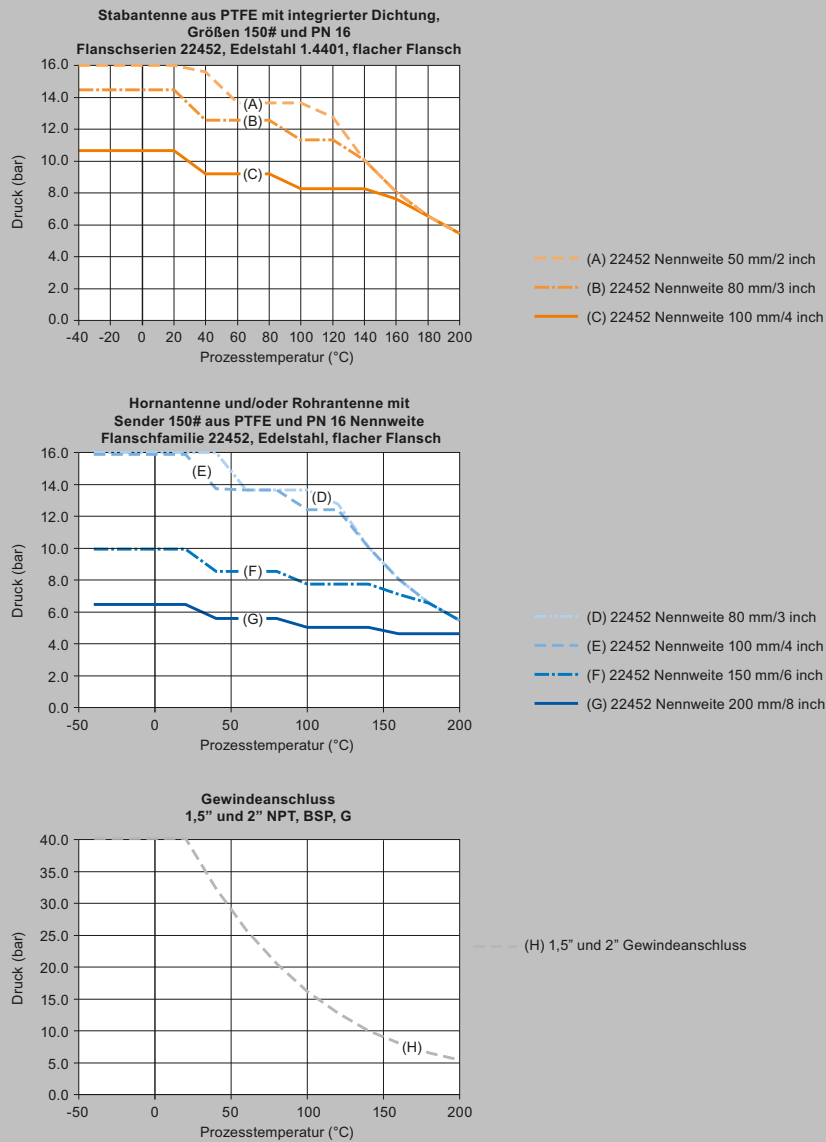 Stabantenne aus PTFE mit integrierter Dichtung,
Größen 150# und PN 16
Flanschserien 22452, Edelstahl 1.4401, flacher Flansch
16.0
14.0
12.0
10.0
8.0
6.0
4.0
2.0
0.0
Druck (bar)
(A)
(B)
(C)
-40 -20 0 20 40 60 80 100 120 140 160 180 200
Prozesstemperatur (°C)
(A) 22452 Nennweite 50 mm/2 inch
(B) 22452 Nennweite 80 mm/3 inch
(C) 22452 Nennweite 100 mm/4 inch
Hornantenne und/oder Rohrantenne mit
Sender 150# aus PTFE und PN 16 Nennweite
Flanschfamilie 22452, Edelstahl, flacher Flansch
16.0
14.0
12.0
10.0
8.0
6.0
4.0
2.0
0.0
Druck (bar)
(E)
(D)
(F)
(G)
-50 0 50 100 150 200
Prozesstemperatur (°C)
(D) 22452 Nennweite 80 mm/3 inch
(E) 22452 Nennweite 100 mm/4 inch
(F) 22452 Nennweite 150 mm/6 inch
(G) 22452 Nennweite 200 mm/8 inch
Gewindeanschluss
1,5” und 2” NPT, BSP, G
40.0
35.0
30.0
25.0
20.0
15.0
10.0
5.0
0.0
Druck (bar)
(H)
-50 0 50 100 150 200
Prozesstemperatur (°C)
(H) 1,5” und 2” Gewindeanschluss